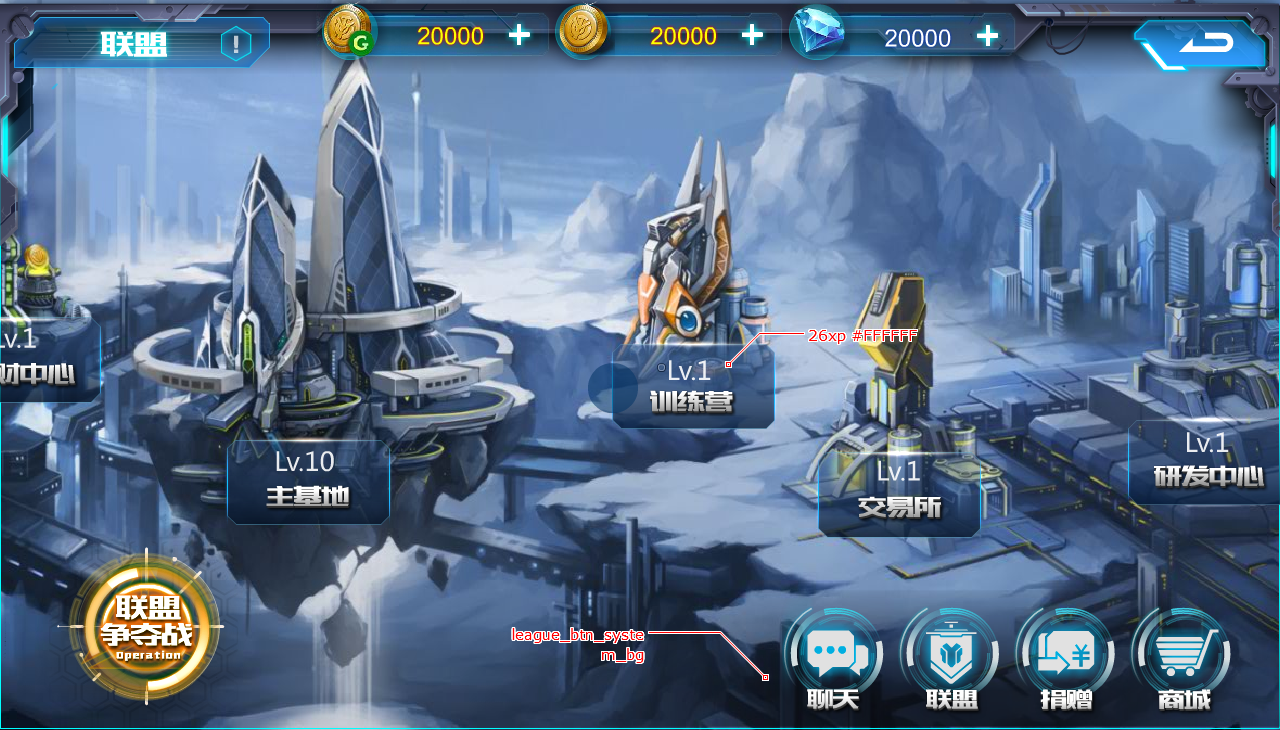 联盟
!
G
20000
20000
20000
Lv.1
财中心
26xp #FFFFFF
Lv.1
训练营
Lv.10
主基地
Lv.1
交易所
Lv.1
研发中心
联盟
争夺战
Operation
league_btn_syste
m_bg
聊天
联盟
捐赠
商城